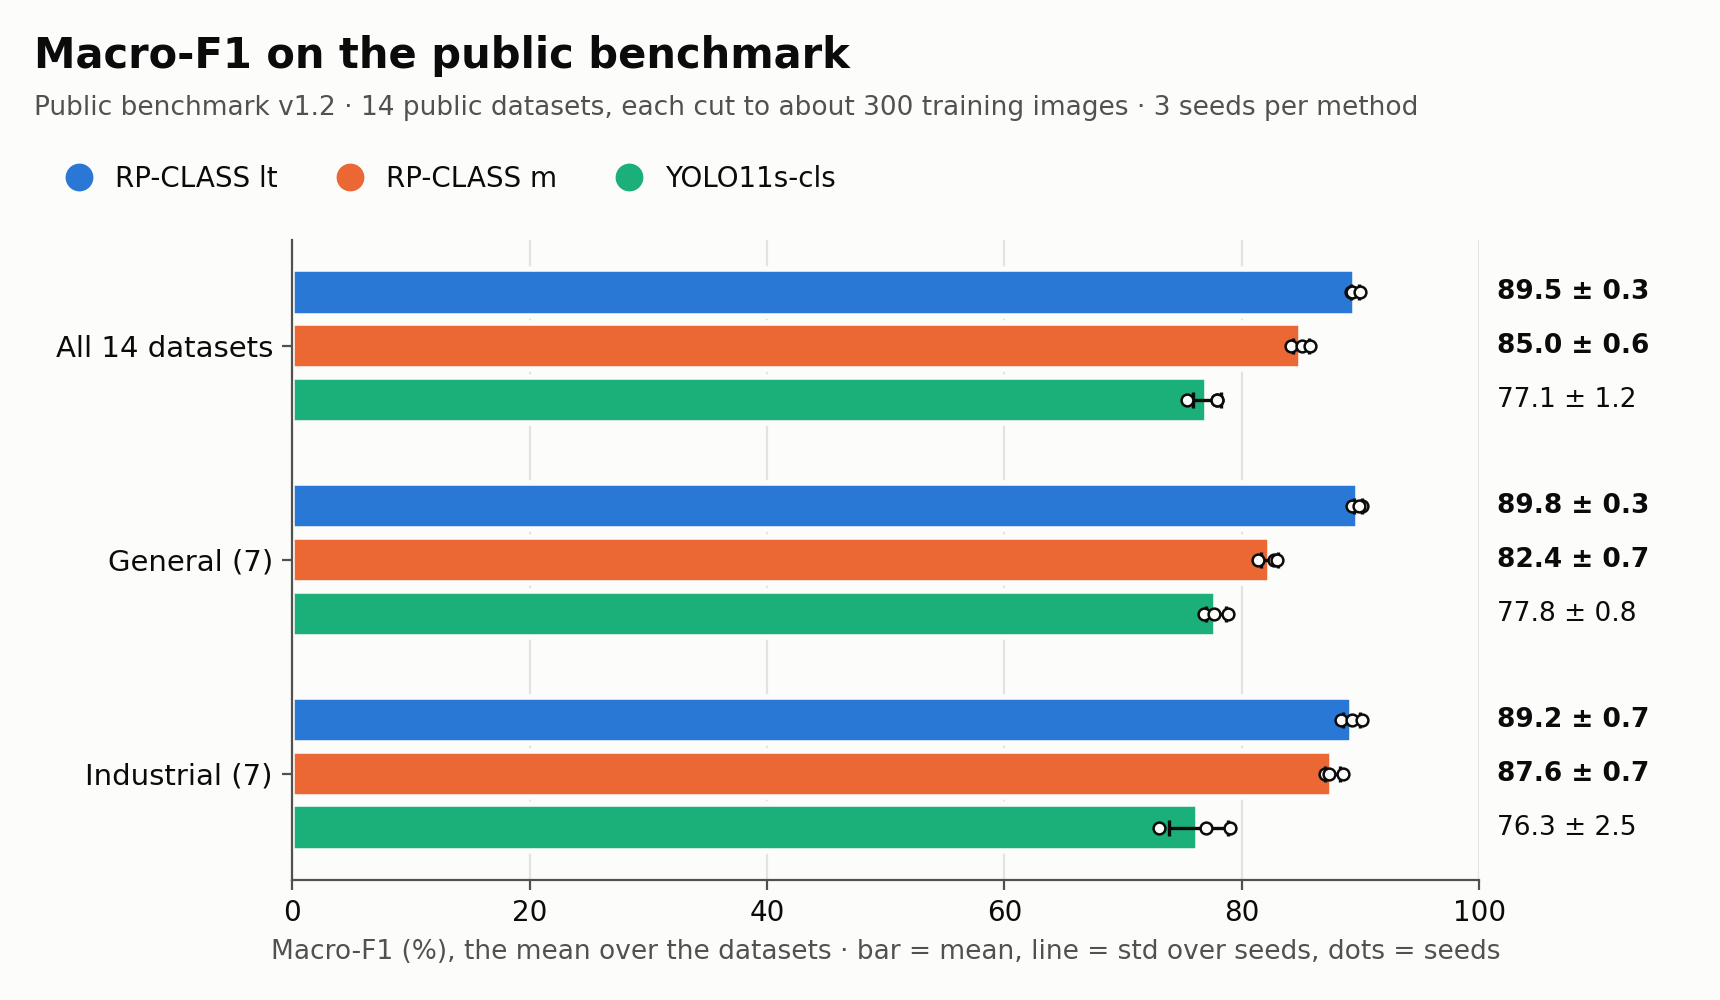 Macro-F1 on the public benchmark
Public benchmark v1.2 · 14 public datasets, each cut to about 300 training images · 3 seeds per method
RP-CLASS lt RP-CLASS m YOLO11s-cls
89.5 ± 0.3
All 14 datasets 85.0 ± 0.6
77.1 ± 1.2
89.8 ± 0.3
General (7) 82.4 ± 0.7
77.8 ± 0.8
89.2 ± 0.7
Industrial (7) 87.6 ± 0.7
76.3 ± 2.5
0 20 40 60 80 100
Macro-F1 (%), the mean over the datasets · bar = mean, line = std over seeds, dots = seeds